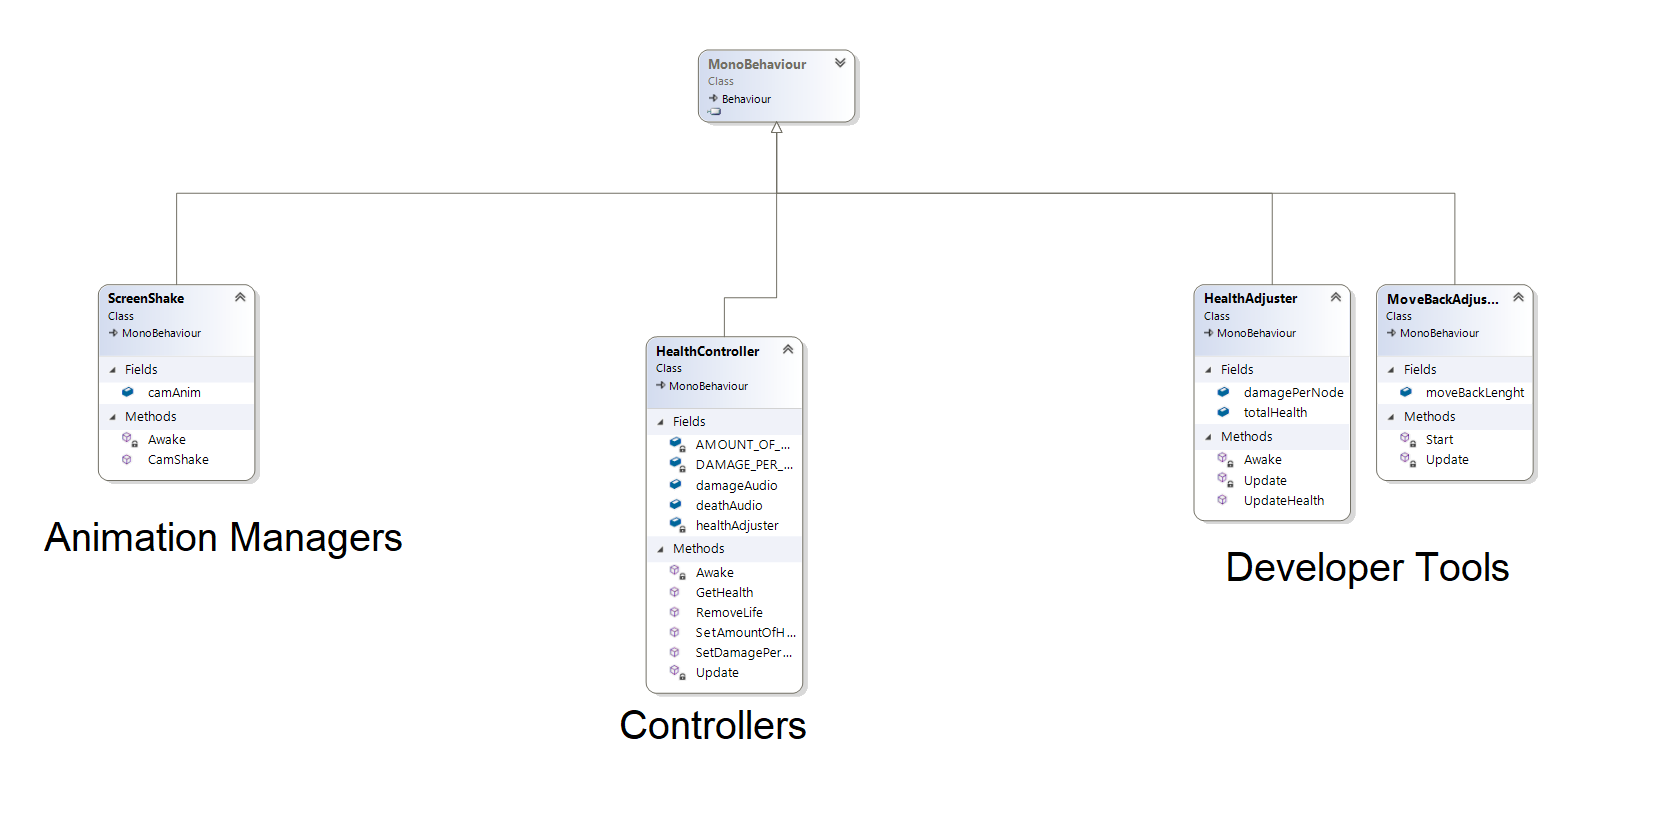 MonoBehaviour
Class
Behaviour
ScreenShake
Class
MonoBehaviour
Fields
camAnim
Methods
Awake
CamShake
Animation Managers
HealthController
Class
MonoBehaviour
Fields
AMOUNT_OF_...
DAMAGE_PER_...
damageAudio
deathAudio
healthAdjuster
Methods
Awake
GetHealth
RemoveLife
SetAmountOfH...
SetDamagePer...
Update
Controllers
HealthAdjuster
Class
MonoBehaviour
Fields
damagePerNode
totalHealth
Methods
Awake
Update
UpdateHealth
MoveBackAdjus...
Class
MonoBehaviour
Fields
moveBackLenght
Methods
Start
Update
Developer Tools